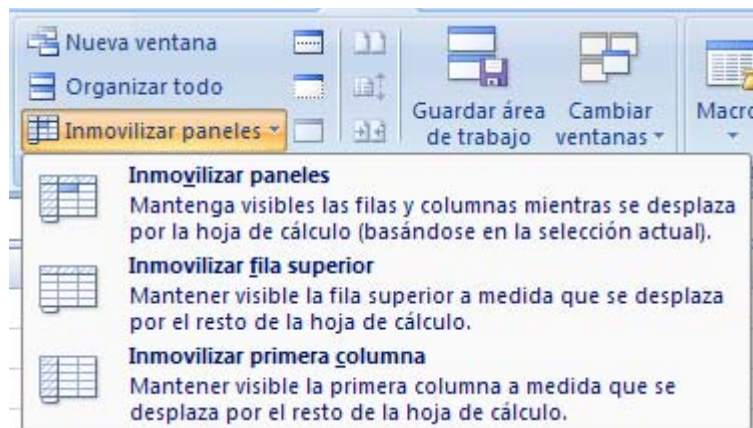 Nueva ventana
Organizar todo
Inmovilizar paneles
Guardar área
de trabajo
Cambiar
ventanas
Inmovilizar paneles
Mantenga visibles las filas y columnas mientras se desplaza
por la hoja de cálculo (basándose en la selección actual).
Inmovilizar fila superior
Mantener visible la fila superior a medida que se desplaza
por el resto de la hoja de cálculo.
Inmovilizar primera columna
Mantener visible la primera columna a medida que se
desplaza por el resto de la hoja de cálculo.